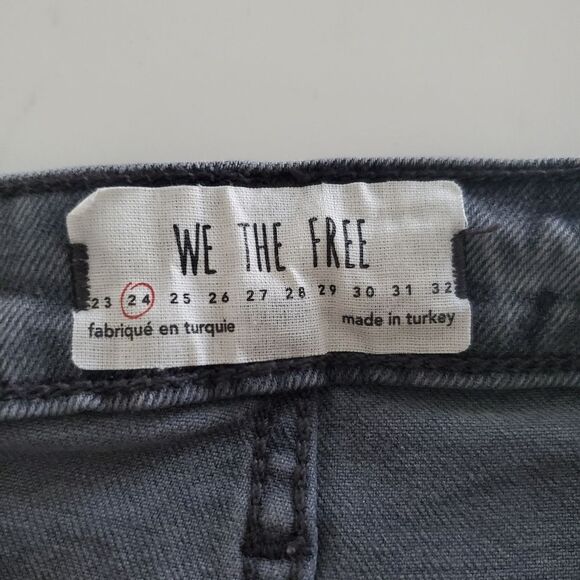 WE THE FREE
23 24 25 26 27 28 29 30 31 32
fabriqué en turquie made in turkey